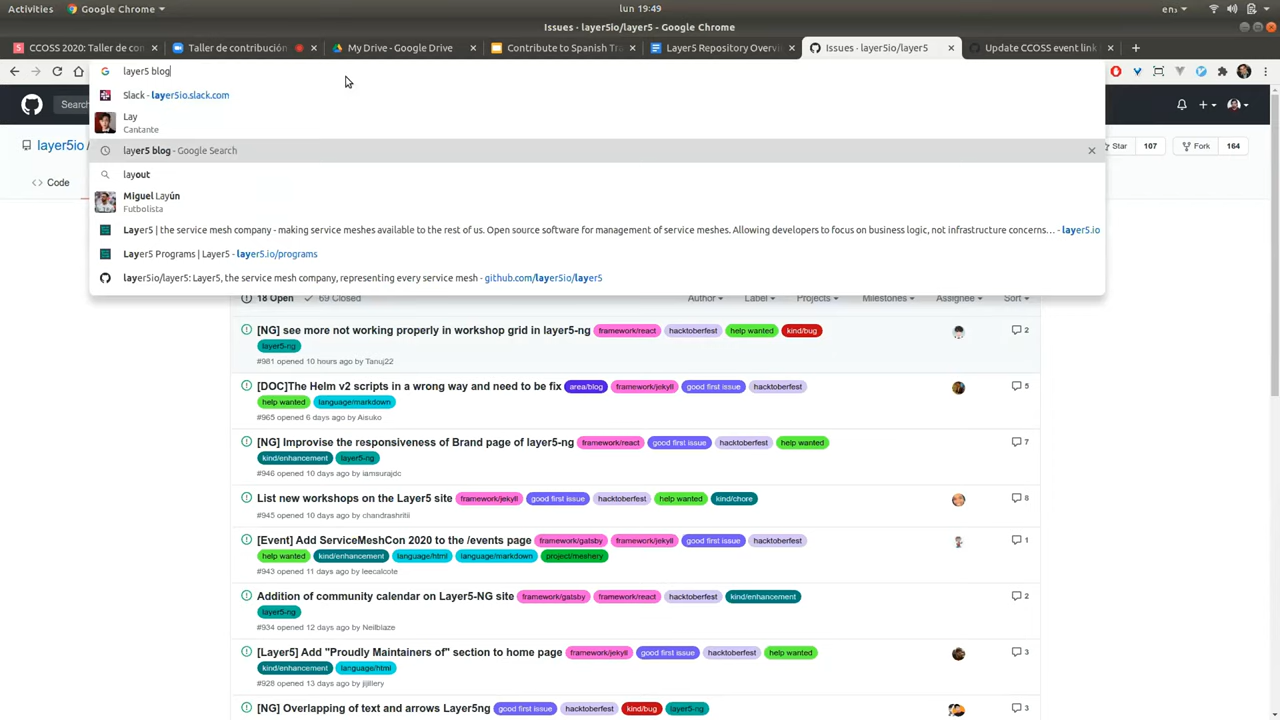 Activities Google Chrome lun 19:49 en
Issues · layer5io/layer5 - Google Chrome
CCOSS 2020: Taller de con Taller de contribución My Drive - Google Drive Contribute to Spanish Tra Layer5 Repository Overvi Issues · layer5io/layer5 Update CCOSS event link
layer5 blog
Slack - layer5io.slack.com
Lay
Cantante
layer5 blog - Google Search
layout
Miguel Layún
Futbolista
Layer5 | the service mesh company - making service meshes available to the rest of us. Open source software for management of service meshes. Allowing developers to focus on business logic, not infrastructure concerns… - layer5.io
Layer5 Programs | Layer5 - layer5.io/programs
layer5io/layer5: Layer5, the service mesh company, representing every service mesh - github.com/layer5io/layer5
Sear
layer5io /
Star 107 Fork 164
Code
18 Open 69 Closed Author Label Projects Milestones Assignee Sort
[NG] see more not working properly in workshop grid in layer5-ng framework/react hacktoberfest help wanted kind/bug 2
layer5-ng
#981 opened 10 hours ago by Tanuj22
[DOC]The Helm v2 scripts in a wrong way and need to be fix area/blog framework/jekyll good first issue hacktoberfest 5
help wanted language/markdown
#965 opened 6 days ago by Aisuko
[NG] Improvise the responsiveness of Brand page of layer5-ng framework/react good first issue hacktoberfest help wanted 7
kind/enhancement layer5-ng
#946 opened 10 days ago by iamsurajdc
List new workshops on the Layer5 site framework/jekyll good first issue hacktoberfest help wanted kind/chore 8
#945 opened 10 days ago by chandrashritii
[Event] Add ServiceMeshCon 2020 to the /events page framework/gatsby framework/jekyll good first issue hacktoberfest 1
help wanted kind/enhancement language/html language/markdown project/meshery
#943 opened 11 days ago by leecalcote
Addition of community calendar on Layer5-NG site framework/gatsby framework/react hacktoberfest kind/enhancement 2
layer5-ng
#934 opened 12 days ago by Neilblaze
[Layer5] Add "Proudly Maintainers of" section to home page framework/jekyll good first issue hacktoberfest help wanted 3
kind/enhancement language/html
#928 opened 13 days ago by jijillery
[NG] Overlapping of text and arrows Layer5ng good first issue hacktoberfest kind/bug layer5-ng 3